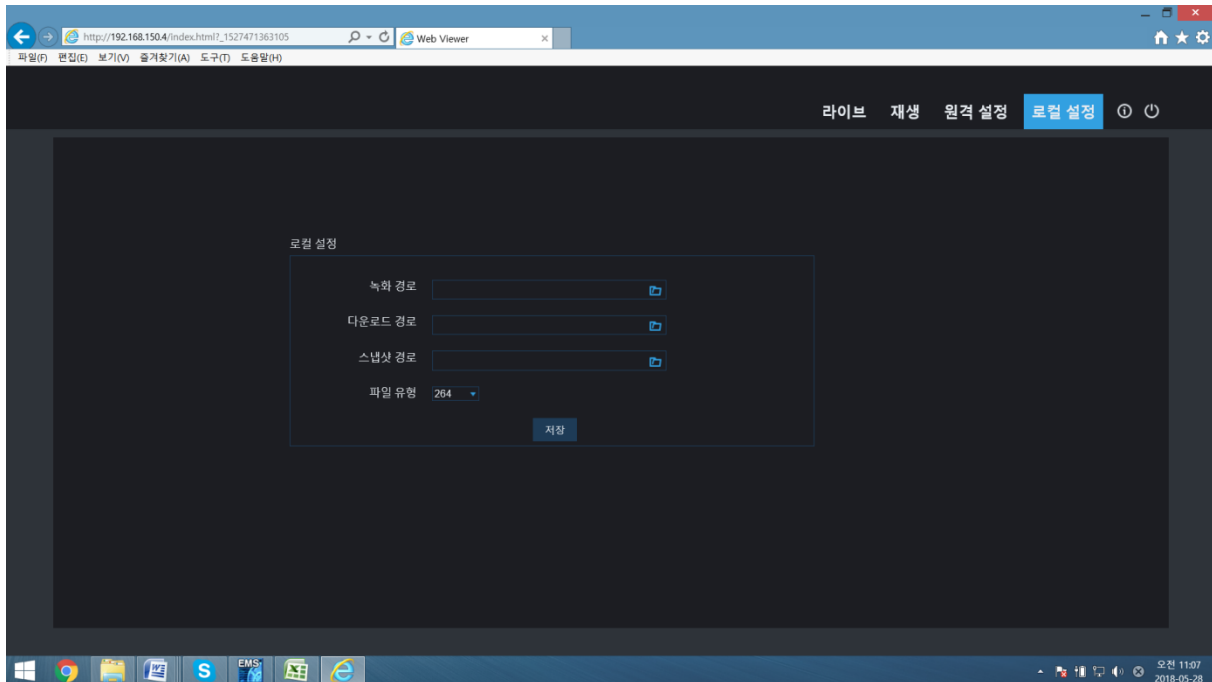 http://192.168.150.4/index.html?_1527471363105
Web Viewer
파일(F) 편집(E) 보기(V) 즐겨찾기(A) 도구(T) 도움말(H)
라이브 재생 원격 설정 로컬 설정
로컬 설정
녹화 경로
다운로드 경로
스냅샷 경로
파일 유형 264
저장
EMS
오전 11:07
2018-05-28